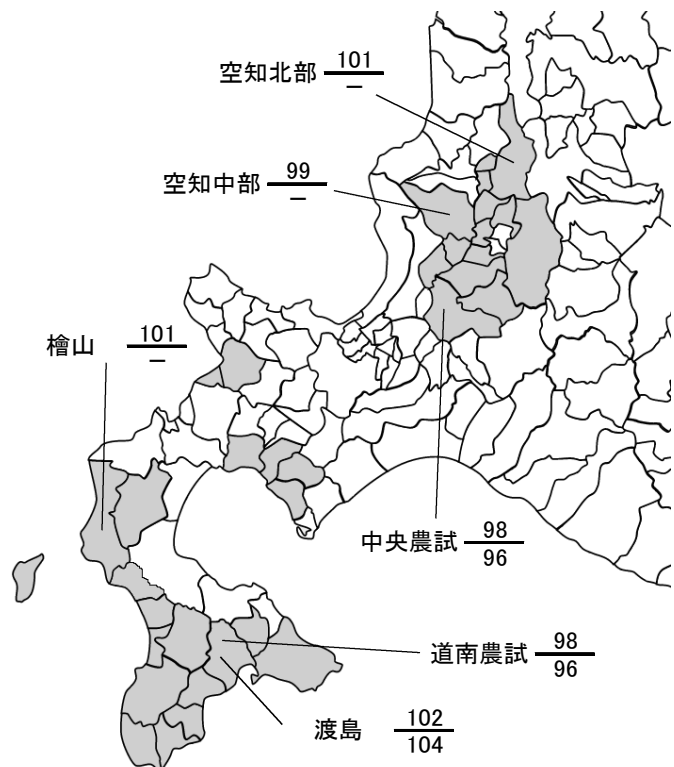 空知北部 101
–
空知中部 99
–
檜山 101
–
中央農試 98
96
道南農試 98
96
渡島 102
104